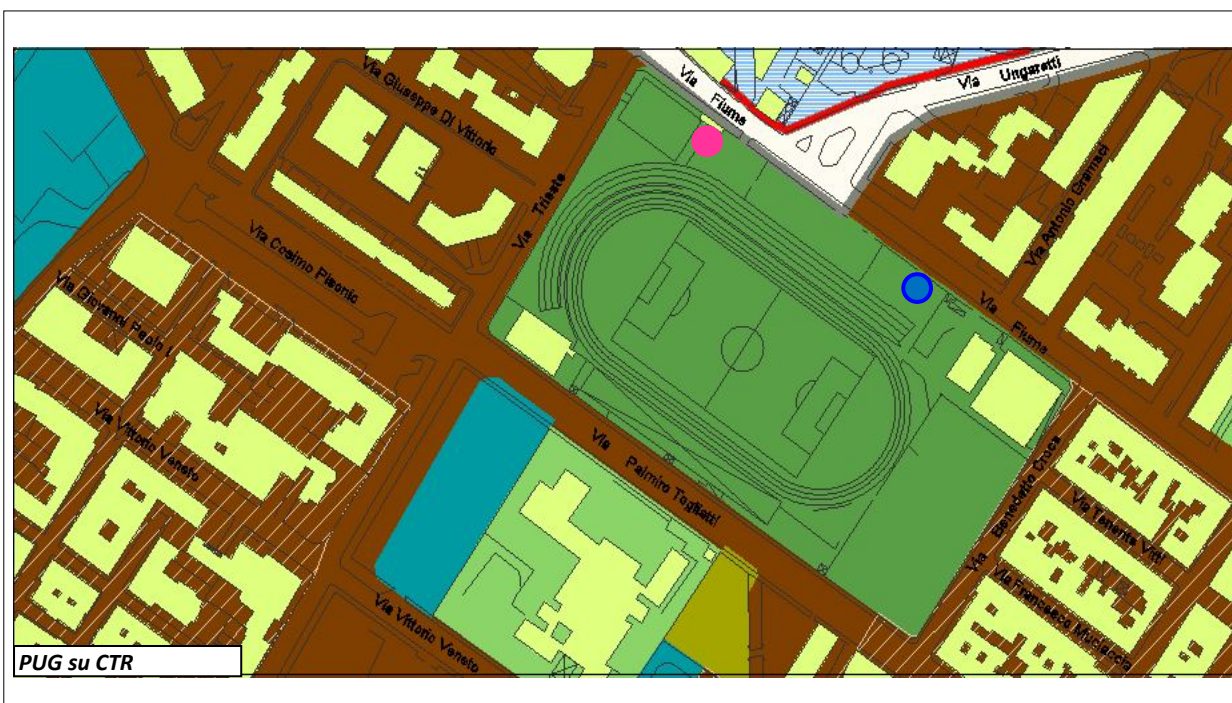 Via Fiume
Via Ungaretti
Via Giuseppe Di Vittorio
Via Trieste
Via Antonio Gramsci
Via Cosimo Pisonio
Via Giovanni Paolo I
Via Fiume
Via Vittorio Veneto
Via Palmiro Togliatti
Via Benedetto Croce
Via Tenente Vitti
Via Francesco Muciaccia
Via Vittorio Veneto
PUG su CTR